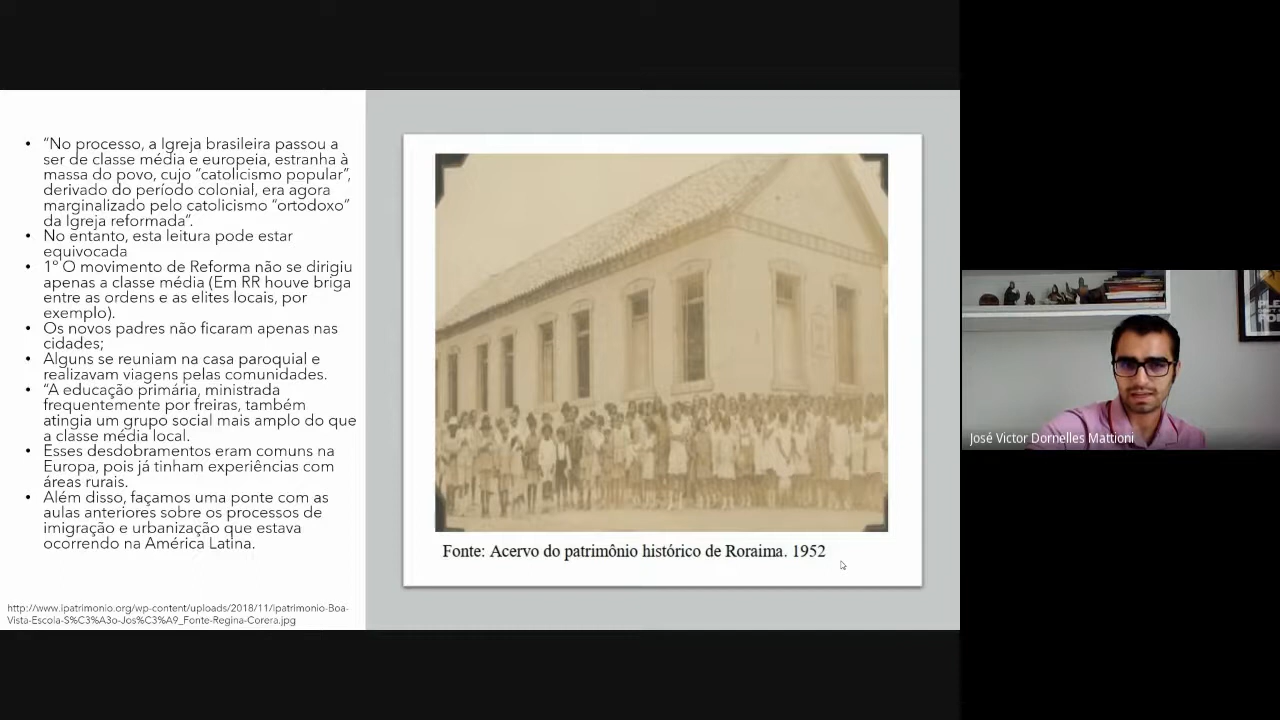 • “No processo, a Igreja brasileira passou a
ser de classe média e europeia, estranha à
massa do povo, cujo “catolicismo popular”,
derivado do período colonial, era agora
marginalizado pelo catolicismo “ortodoxo”
da Igreja reformada”.
• No entanto, esta leitura pode estar
equivocada
• 1º O movimento de Reforma não se dirigiu
apenas a classe média (Em RR houve briga
entre as ordens e as elites locais, por
exemplo).
• Os novos padres não ficaram apenas nas
cidades;
• Alguns se reuniam na casa paroquial e
realizavam viagens pelas comunidades.
• “A educação primária, ministrada
frequentemente por freiras, também
atingia um grupo social mais amplo do que
a classe média local.
• Esses desdobramentos eram comuns na
Europa, pois já tinham experiências com
áreas rurais.
• Além disso, façamos uma ponte com as
aulas anteriores sobre os processos de
imigração e urbanização que estava
ocorrendo na América Latina.
http://www.ipatrimonio.org/wp-content/uploads/2018/11/ipatrimonio-Boa-
Vista-Escola-S%C3%A3o-Jos%C3%A9_Fonte-Regina-Corera.jpg
Fonte: Acervo do patrimônio histórico de Roraima. 1952
José Victor Dornelles Mattioni